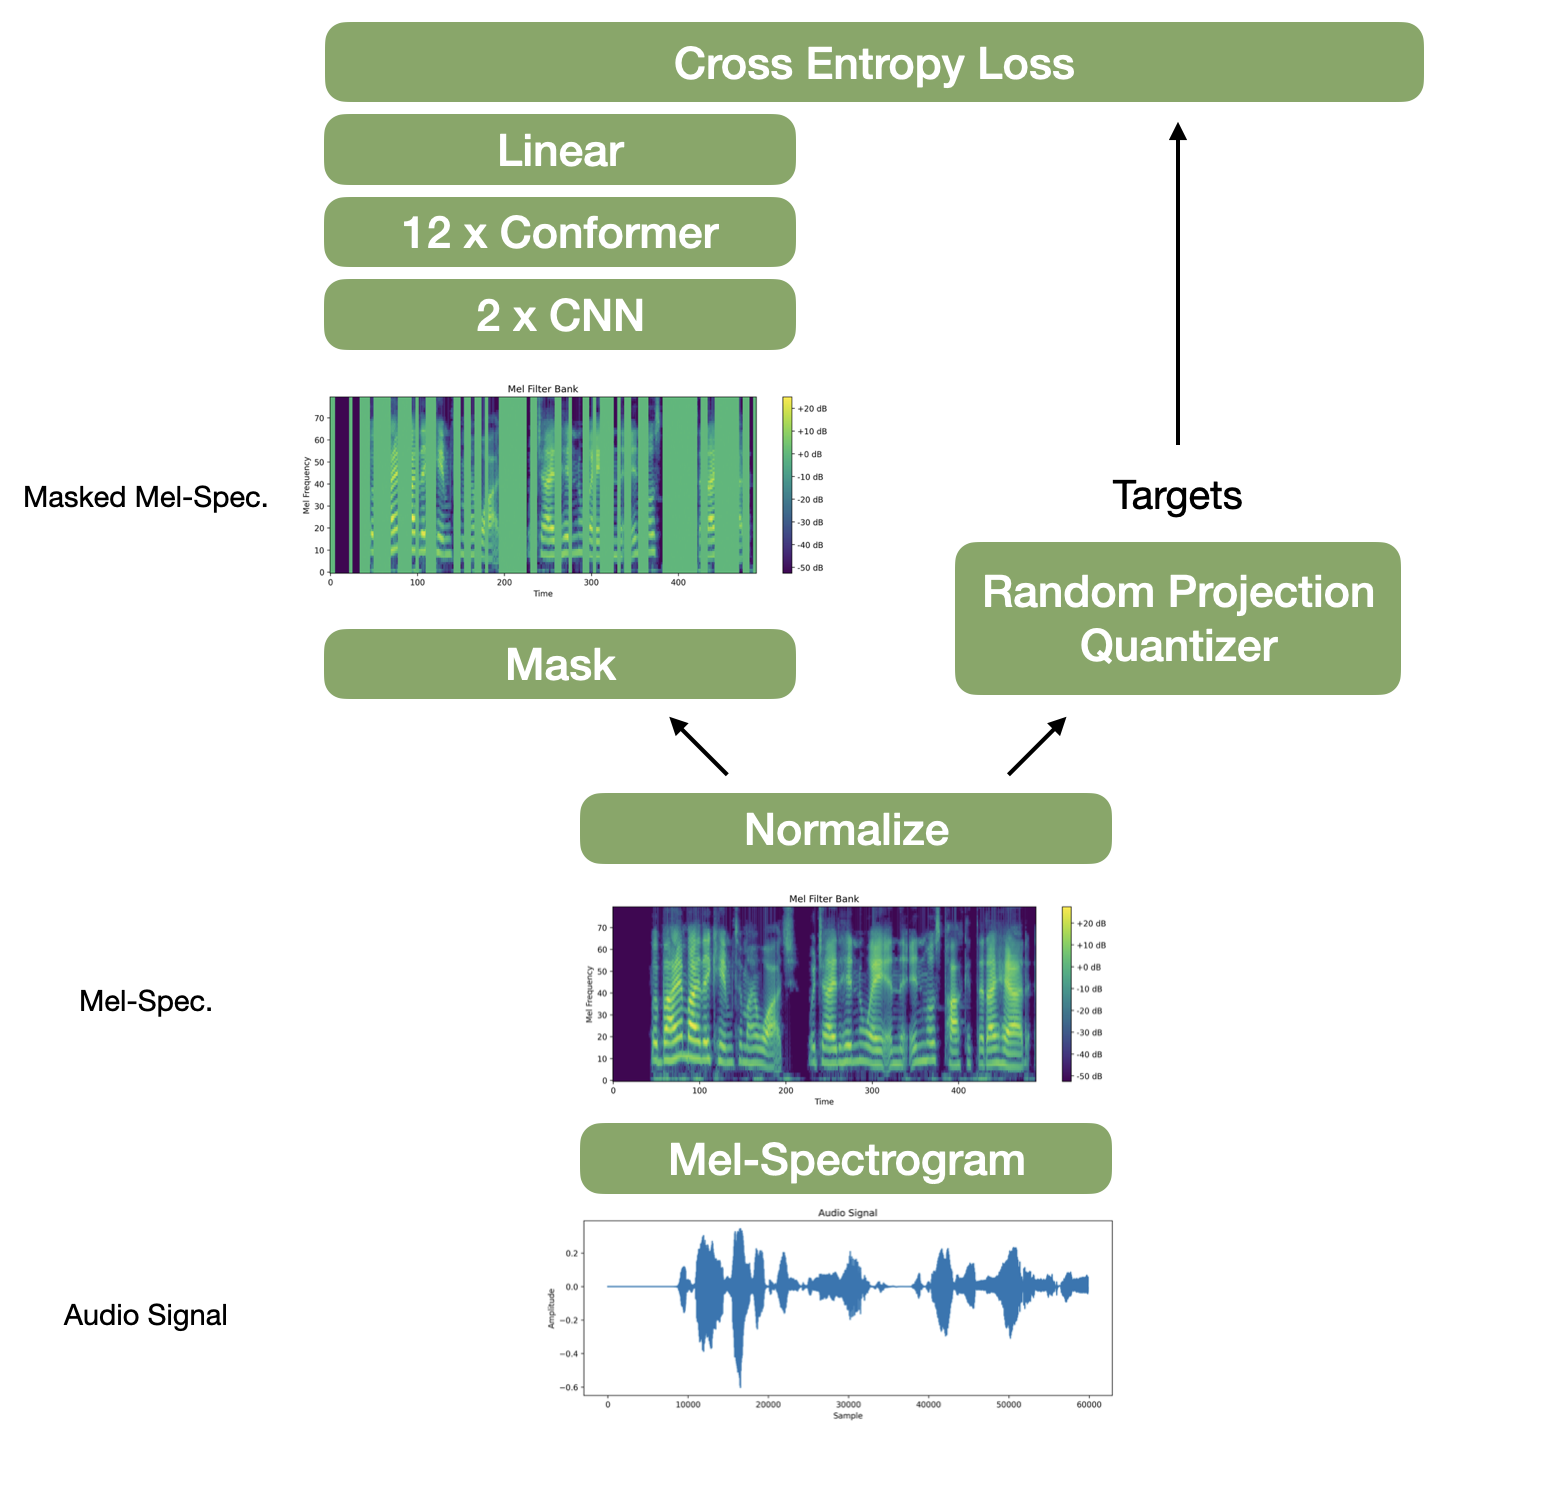 Cross Entropy Loss
Linear
12 x Conformer
2 x CNN
Mel Filter Bank
70
60
50
40
30
20
10
0
Mel Frequency
0 100 200 300 400
Time
+20 dB
+10 dB
+0 dB
-10 dB
-20 dB
-30 dB
-40 dB
-50 dB
Masked Mel-Spec.
Targets
Random Projection
Quantizer
Mask
Normalize
Mel Filter Bank
70
60
50
40
30
20
10
0
Mel Frequency
0 100 200 300 400
Time
+20 dB
+10 dB
+0 dB
-10 dB
-20 dB
-30 dB
-40 dB
-50 dB
Mel-Spec.
Mel-Spectrogram
Audio Signal
0.2
0.0
−0.2
−0.4
−0.6
Amplitude
0 10000 20000 30000 40000 50000 60000
Sample
Audio Signal